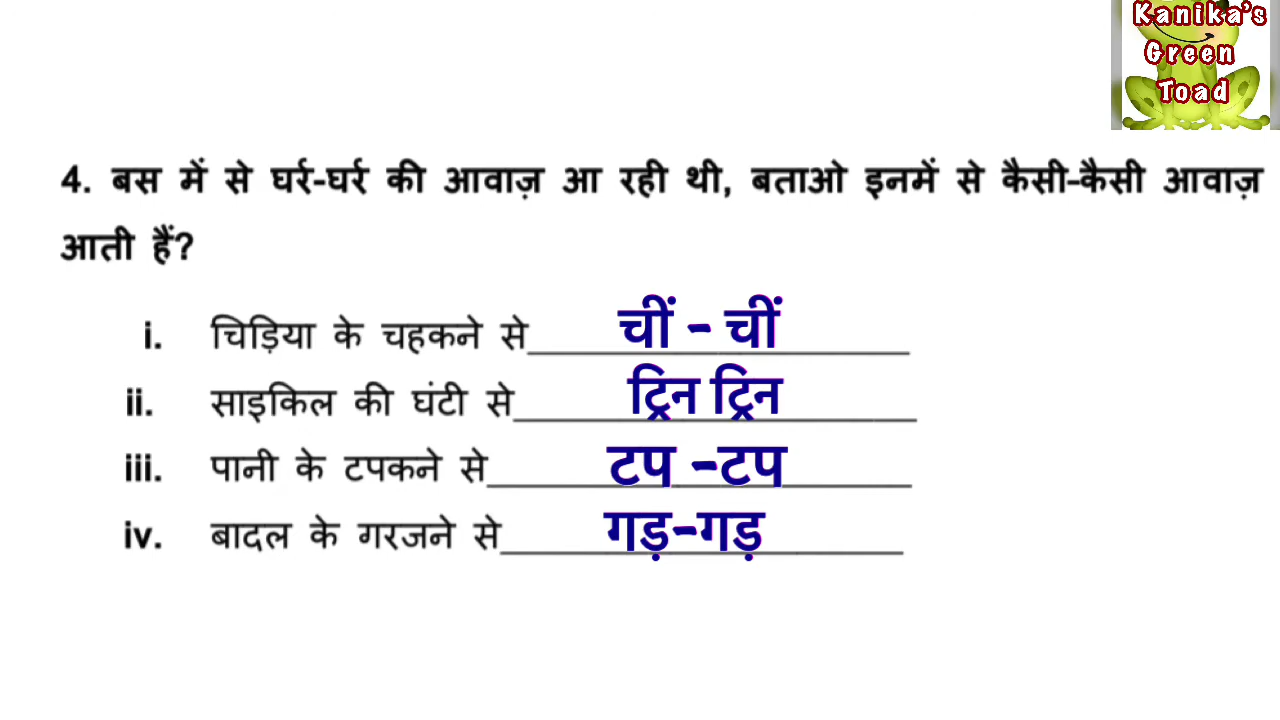 Kanika's
Green
Toad
4. बस में से घर्र-घर्र की आवाज़ आ रही थी, बताओ इनमें से कैसी-कैसी आवाज़
आती हैं?
i. चिड़िया के चहकने से चीं - चीं
ii. साइकिल की घंटी से ट्रिन ट्रिन
iii. पानी के टपकने से टप -टप
iv. बादल के गरजने से गड़-गड़